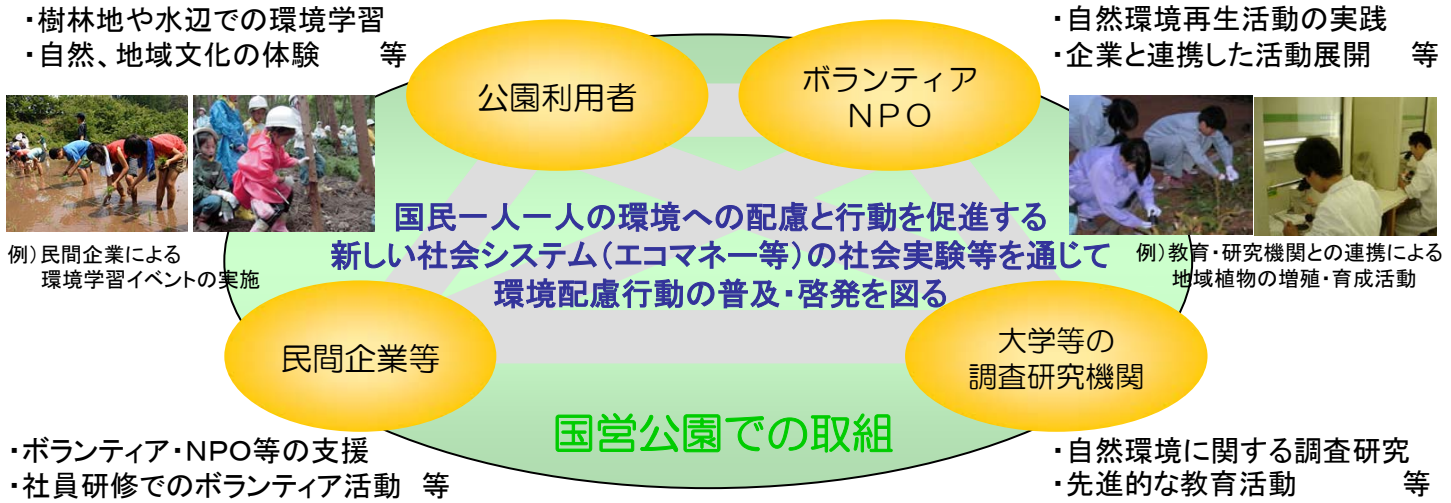 ・樹林地や水辺での環境学習
・自然、地域文化の体験　等
・自然環境再生活動の実践
・企業と連携した活動展開　等
公園利用者
ボランティア
ＮＰＯ
例）民間企業による
環境学習イベントの実施
例）教育・研究機関との連携による
地域植物の増殖・育成活動
国民一人一人の環境への配慮と行動を促進する
新しい社会システム（エコマネー等）の社会実験等を通じて
環境配慮行動の普及・啓発を図る
民間企業等
大学等の
調査研究機関
国営公園での取組
・ボランティア・ＮＰＯ等の支援
・社員研修でのボランティア活動　等
・自然環境に関する調査研究
・先進的な教育活動　等